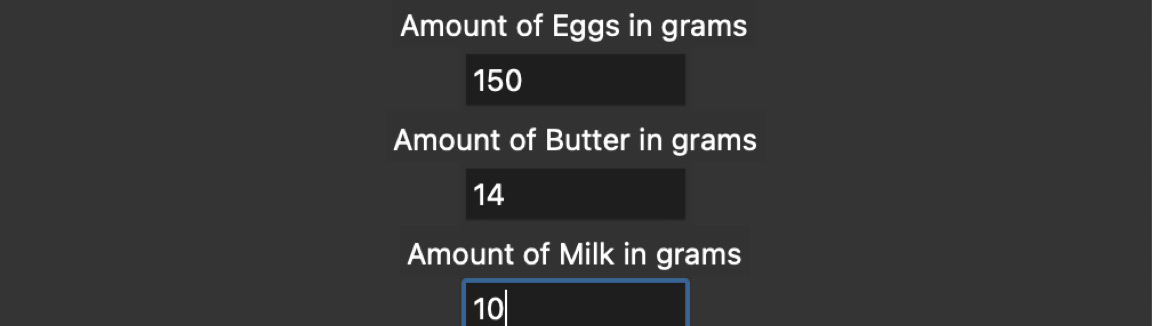 Amount of Eggs in grams
150
Amount of Butter in grams
14
Amount of Milk in grams
10